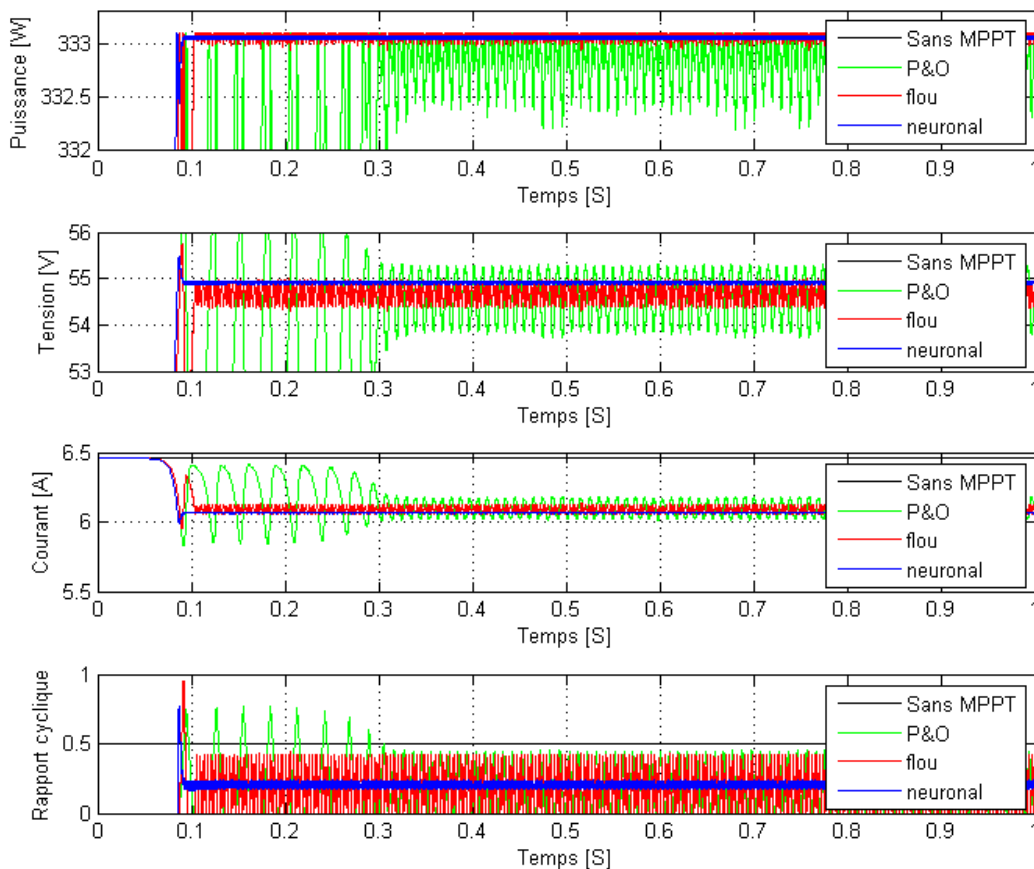 Puissance [W]
333
332.5
332
0 0.1 0.2 0.3 0.4 0.5 0.6 0.7 0.8 0.9 1
Temps [S]
Sans MPPT
P&O
flou
neuronal
Tension [V]
56
55
54
53
0 0.1 0.2 0.3 0.4 0.5 0.6 0.7 0.8 0.9 1
Temps [S]
Sans MPPT
P&O
flou
neuronal
Courant [A]
6.5
6
5.5
0 0.1 0.2 0.3 0.4 0.5 0.6 0.7 0.8 0.9 1
Temps [S]
Sans MPPT
P&O
flou
neuronal
Rapport cyclique
1
0.5
0
0 0.1 0.2 0.3 0.4 0.5 0.6 0.7 0.8 0.9 1
Temps [S]
Sans MPPT
P&O
flou
neuronal